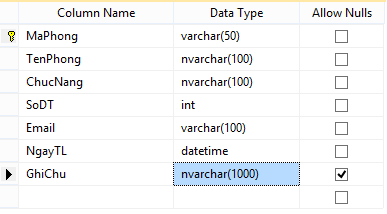 Column Name Data Type Allow Nulls
MaPhong varchar(50)
TenPhong nvarchar(100)
ChucNang nvarchar(100)
SoDT int
Email varchar(100)
NgayTL datetime
GhiChu nvarchar(1000)